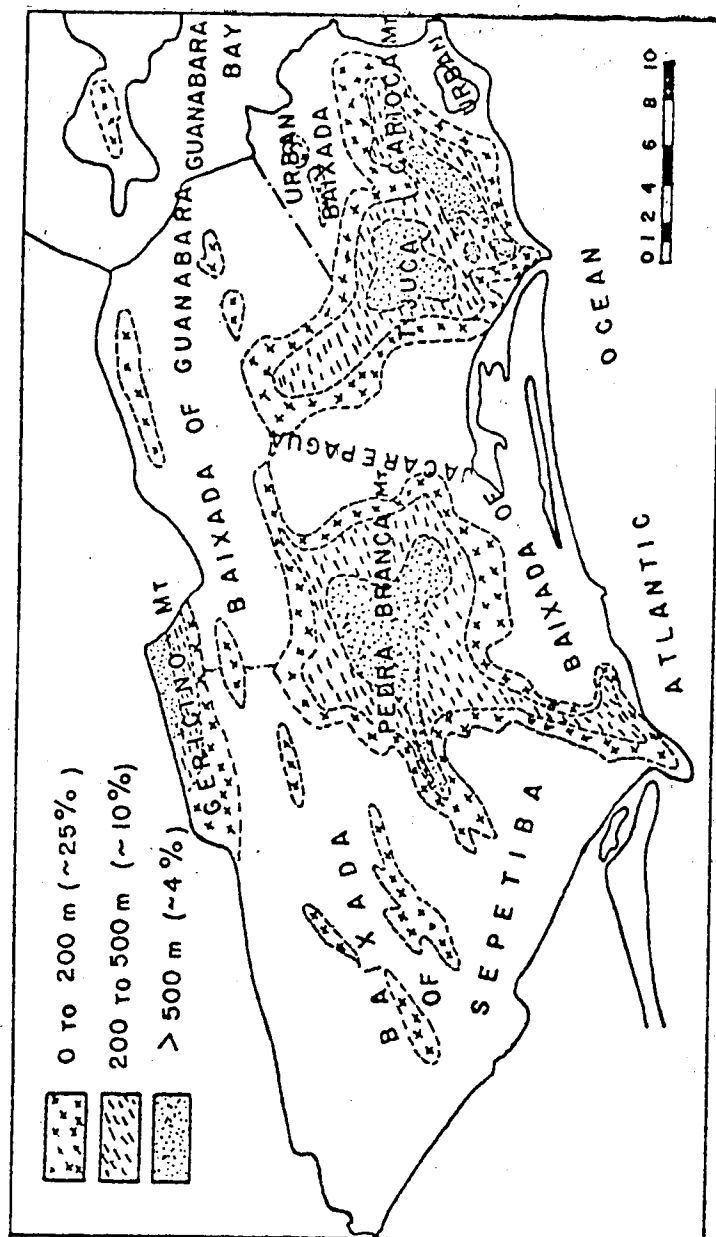 0 TO 200 m (~25%)
200 TO 500 m (~10%)
> 500 m (~4%)
GERICINO MT
BAIXADA OF GUANABARA
GUANABARA
BAY
URBAN
BAIXADA
TIJUCA
CARIOCA MT
URBAN
PEDRA BRANCA MT
BAIXADA OF
JACAREPAGUA
BAIXADA
OF
SEPETIBA
ATLANTIC
OCEAN
0 1 2 4 6 8 10